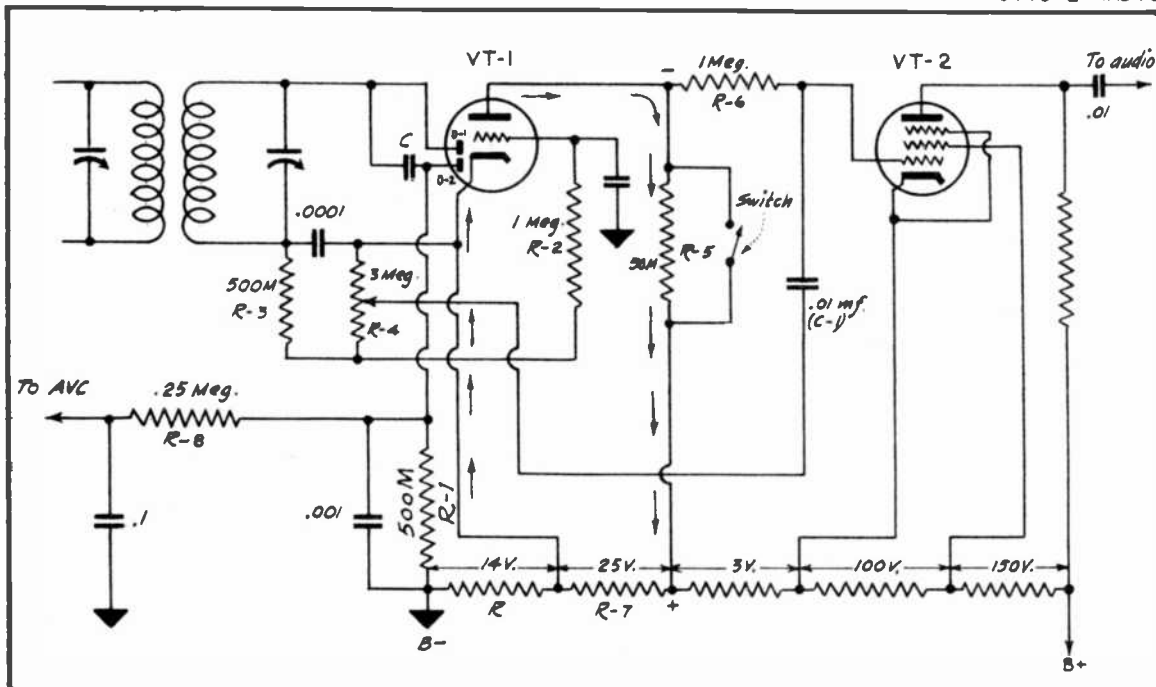 VT-1
VT-2
To audio
.01
1 Meg.
R-6
-
C
D-1
D-2
.0001
1 Meg.
R-2
Switch
50M
R-5
500M
R-3
3 Meg.
R-4
.01 mf.
(C-1)
To AVC
.25 Meg.
R-8
.1
.001
500M
R-1
14V.
25V.
3V.
100V.
150V.
R
R-7
+
B-
B+